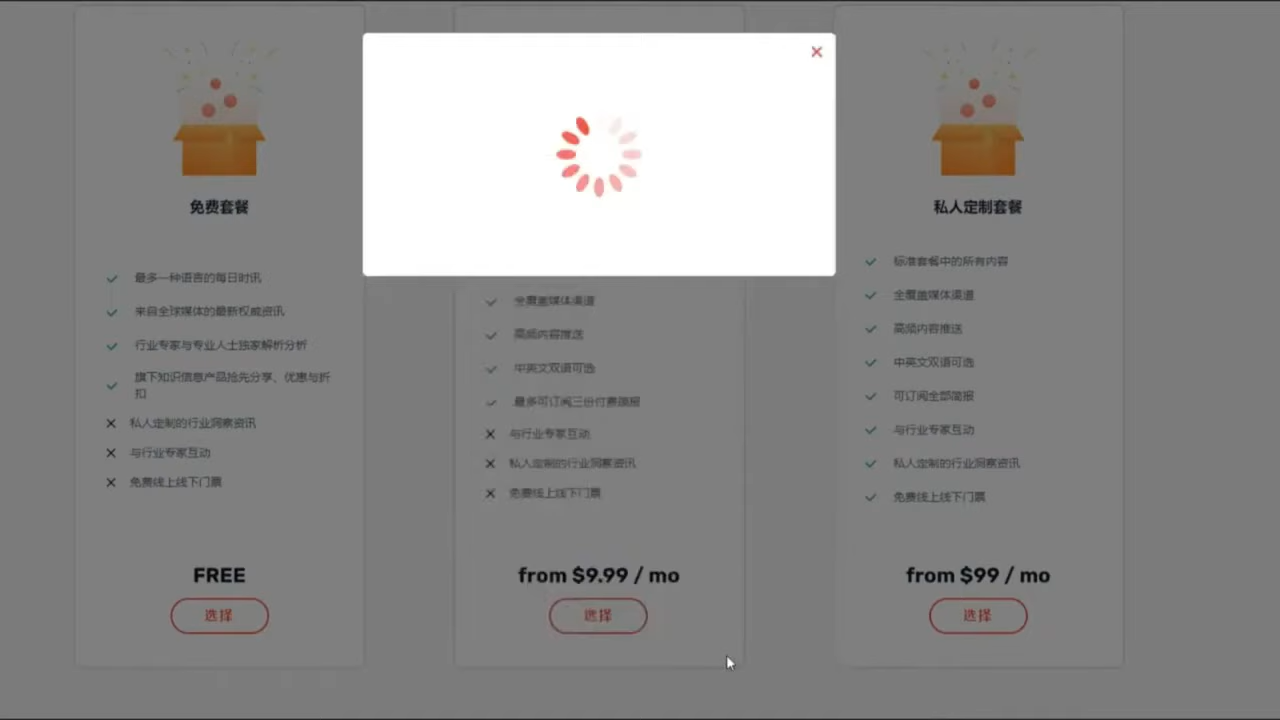 免费套餐
最多一种语言的每日时讯
来自全球媒体的最新权威资讯
行业专家与专业人士独家解析分析
旗下知识信息产品抢先分享、优惠与折
扣
私人定制的行业洞察资讯
与行业专家互动
免费线上线下门票
FREE
选择
全覆盖媒体渠道
高频内容推送
中英文双语可选
最多可订阅三份付费简报
与行业专家互动
私人定制的行业洞察资讯
免费线上线下门票
from $9.99 / mo
选择
私人定制套餐
标准套餐中的所有内容
全覆盖媒体渠道
高频内容推送
中英文双语可选
可订阅全部简报
与行业专家互动
私人定制的行业洞察资讯
免费线上线下门票
from $99 / mo
选择